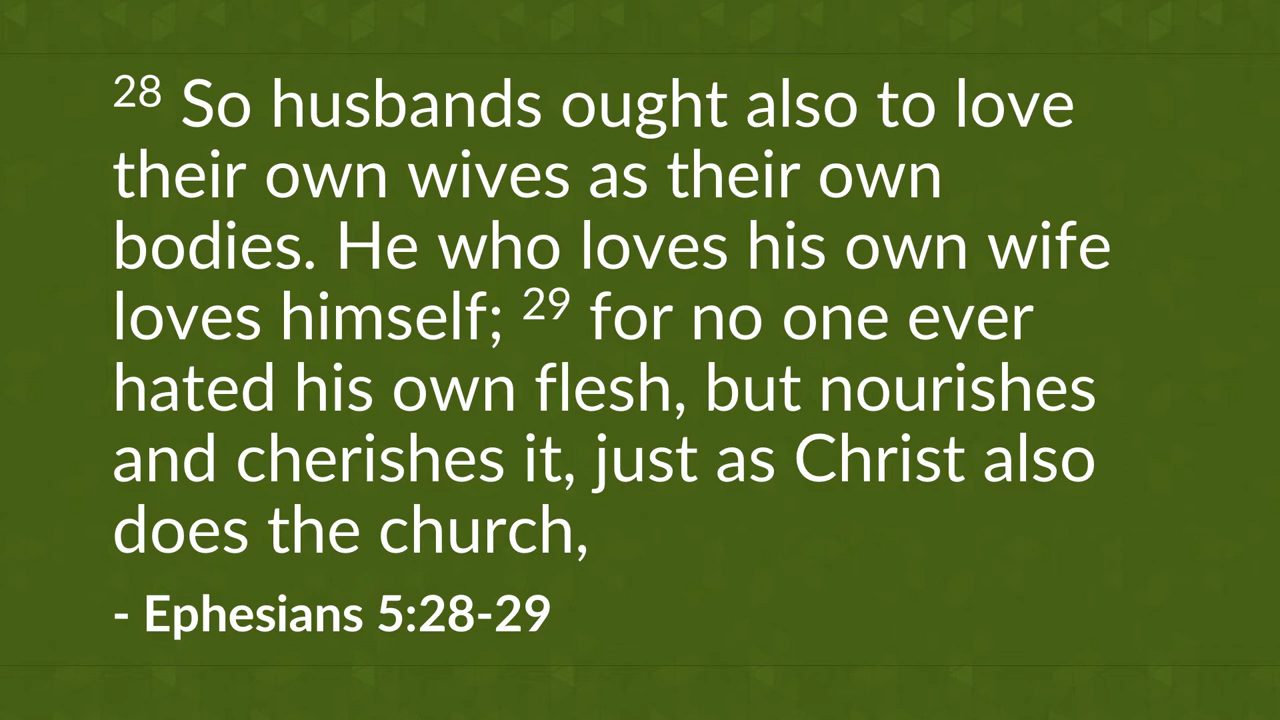 28 So husbands ought also to love
their own wives as their own
bodies. He who loves his own wife
loves himself; 29 for no one ever
hated his own flesh, but nourishes
and cherishes it, just as Christ also
does the church,
- Ephesians 5:28-29